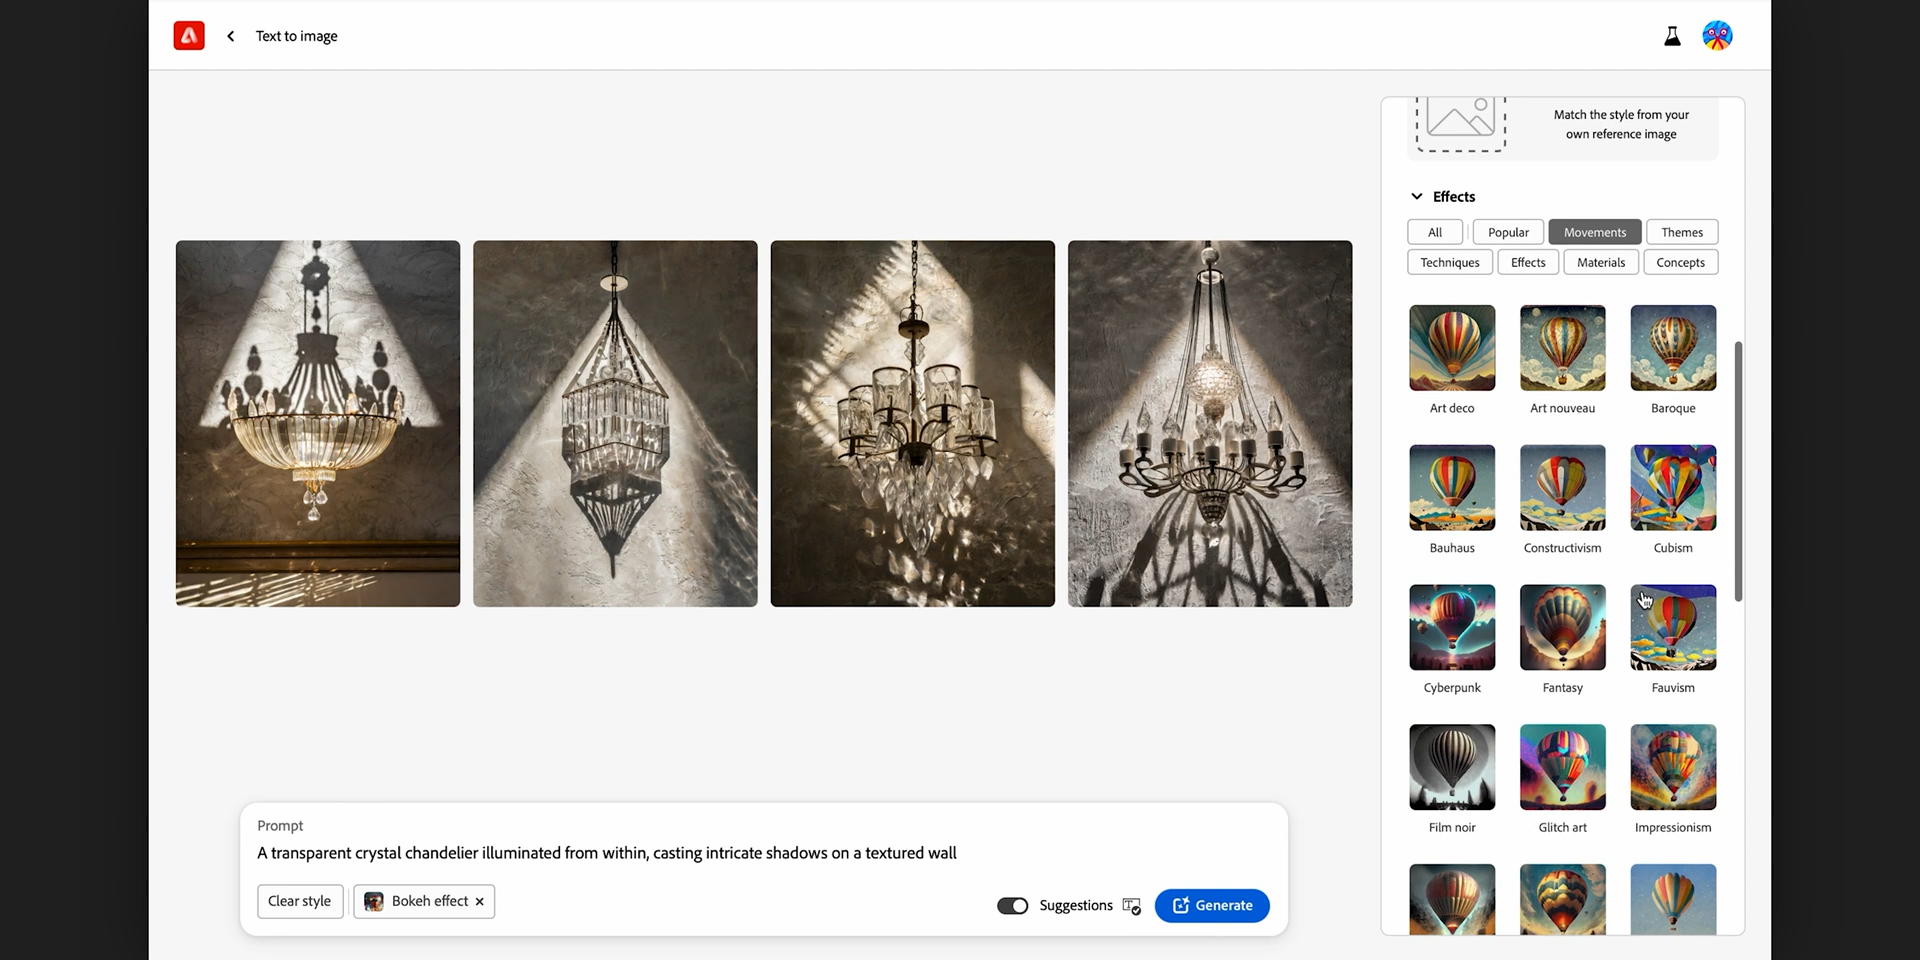 Text to image
Match the style from your
own reference image
Effects
All
Popular
Movements
Themes
Techniques
Effects
Materials
Concepts
Art deco
Art nouveau
Baroque
Bauhaus
Constructivism
Cubism
Cyberpunk
Fantasy
Fauvism
Film noir
Glitch art
Impressionism
Prompt
A transparent crystal chandelier illuminated from within, casting intricate shadows on a textured wall
Clear style
Bokeh effect
Suggestions
Generate